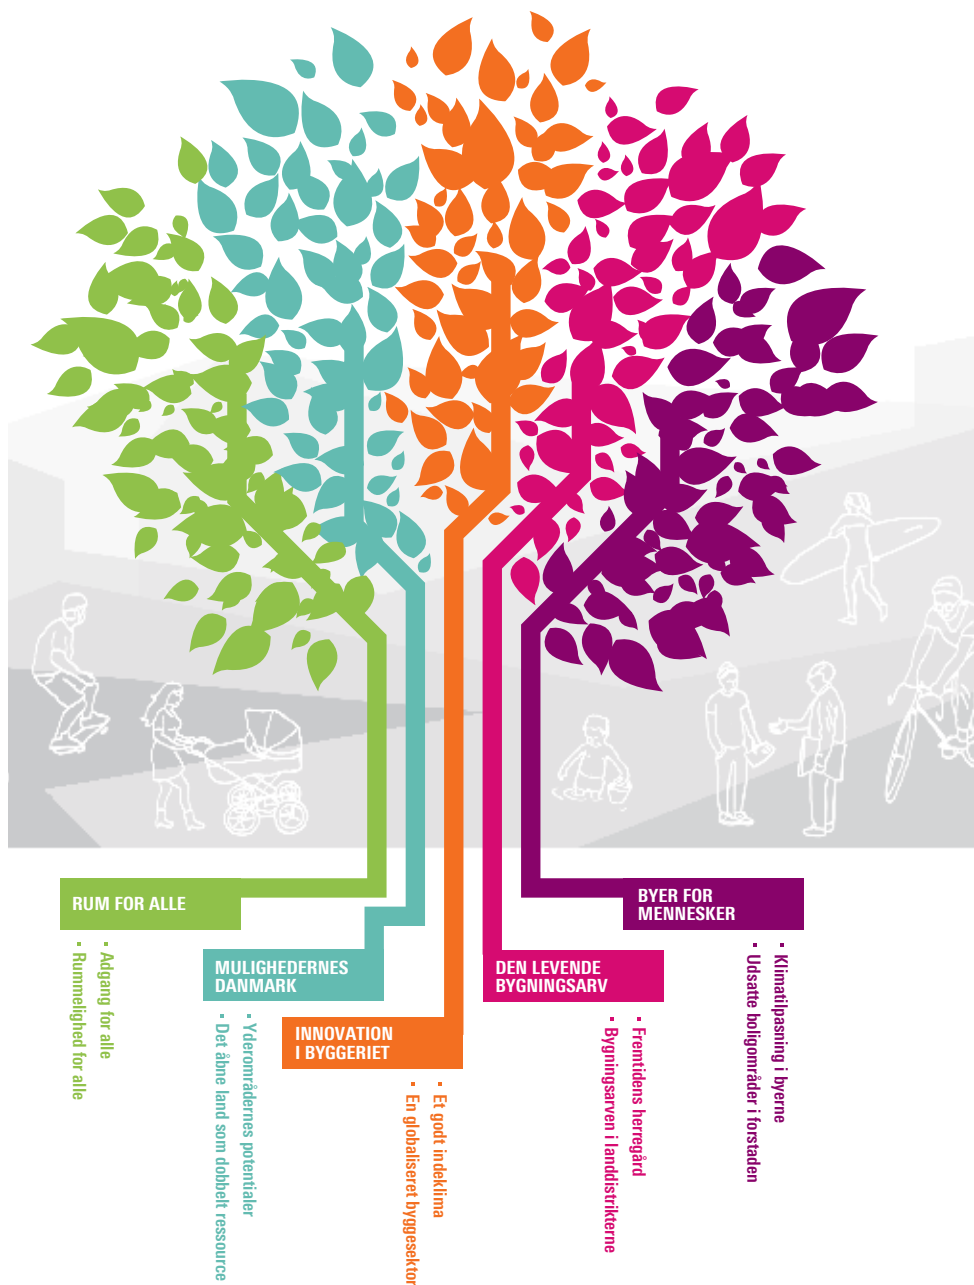 RUM FOR ALLE
• Adgang for alle
• Rummelighed for alle
MULIGHEDERNES
DANMARK
• Yderområdernes potentialer
• Det åbne land som dobbelt ressource
INNOVATION
I BYGGERIET
• Et godt indeklima
• En globaliseret byggesektor
DEN LEVENDE
BYGNINGSARV
• Fremtidens herregård
• Bygningsarven i landdistrikterne
BYER FOR
MENNESKER
• Klimatilpasning i byerne
• Udsatte boligområder i forstaden